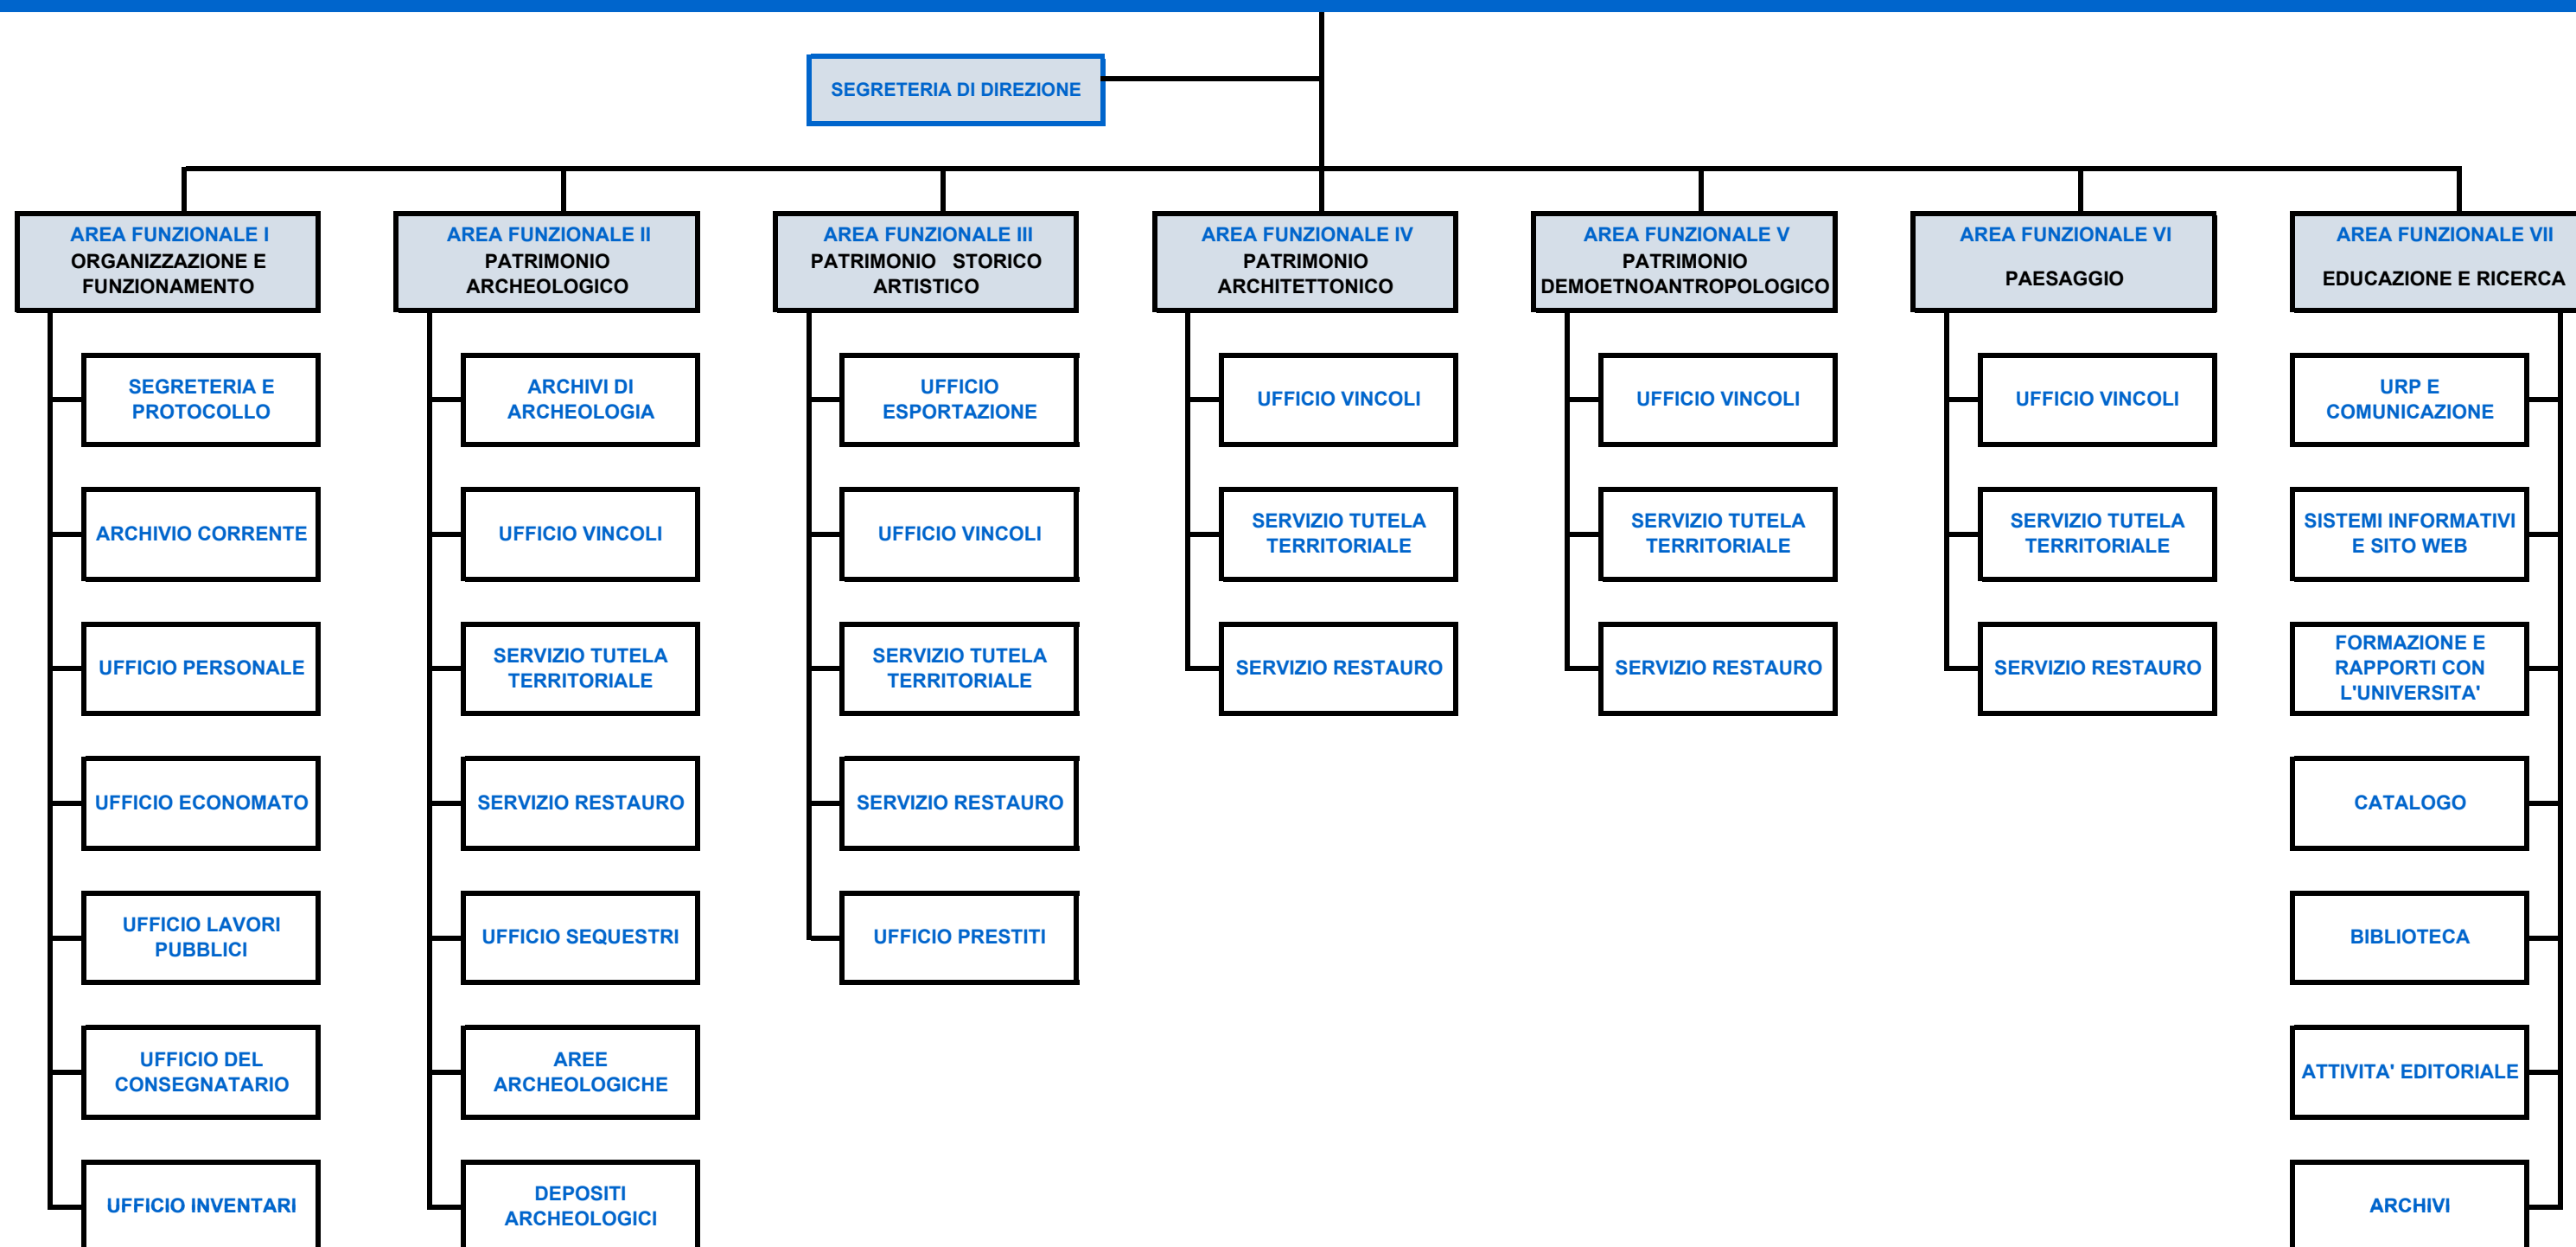 SEGRETERIA DI DIREZIONE
AREA FUNZIONALE I
ORGANIZZAZIONE E
FUNZIONAMENTO
SEGRETERIA E
PROTOCOLLO
ARCHIVIO CORRENTE
UFFICIO PERSONALE
UFFICIO ECONOMATO
UFFICIO LAVORI
PUBBLICI
UFFICIO DEL
CONSEGNATARIO
UFFICIO INVENTARI
AREA FUNZIONALE II
PATRIMONIO
ARCHEOLOGICO
ARCHIVI DI
ARCHEOLOGIA
UFFICIO VINCOLI
SERVIZIO TUTELA
TERRITORIALE
SERVIZIO RESTAURO
UFFICIO SEQUESTRI
AREE
ARCHEOLOGICHE
DEPOSITI
ARCHEOLOGICI
AREA FUNZIONALE III
PATRIMONIO STORICO
ARTISTICO
UFFICIO
ESPORTAZIONE
UFFICIO VINCOLI
SERVIZIO TUTELA
TERRITORIALE
SERVIZIO RESTAURO
UFFICIO PRESTITI
AREA FUNZIONALE IV
PATRIMONIO
ARCHITETTONICO
UFFICIO VINCOLI
SERVIZIO TUTELA
TERRITORIALE
SERVIZIO RESTAURO
AREA FUNZIONALE V
PATRIMONIO
DEMOETNOANTROPOLOGICO
UFFICIO VINCOLI
SERVIZIO TUTELA
TERRITORIALE
SERVIZIO RESTAURO
AREA FUNZIONALE VI
PAESAGGIO
UFFICIO VINCOLI
SERVIZIO TUTELA
TERRITORIALE
SERVIZIO RESTAURO
AREA FUNZIONALE VII
EDUCAZIONE E RICERCA
URP E
COMUNICAZIONE
SISTEMI INFORMATIVI
E SITO WEB
FORMAZIONE E
RAPPORTI CON
L'UNIVERSITA'
CATALOGO
BIBLIOTECA
ATTIVITA' EDITORIALE
ARCHIVI